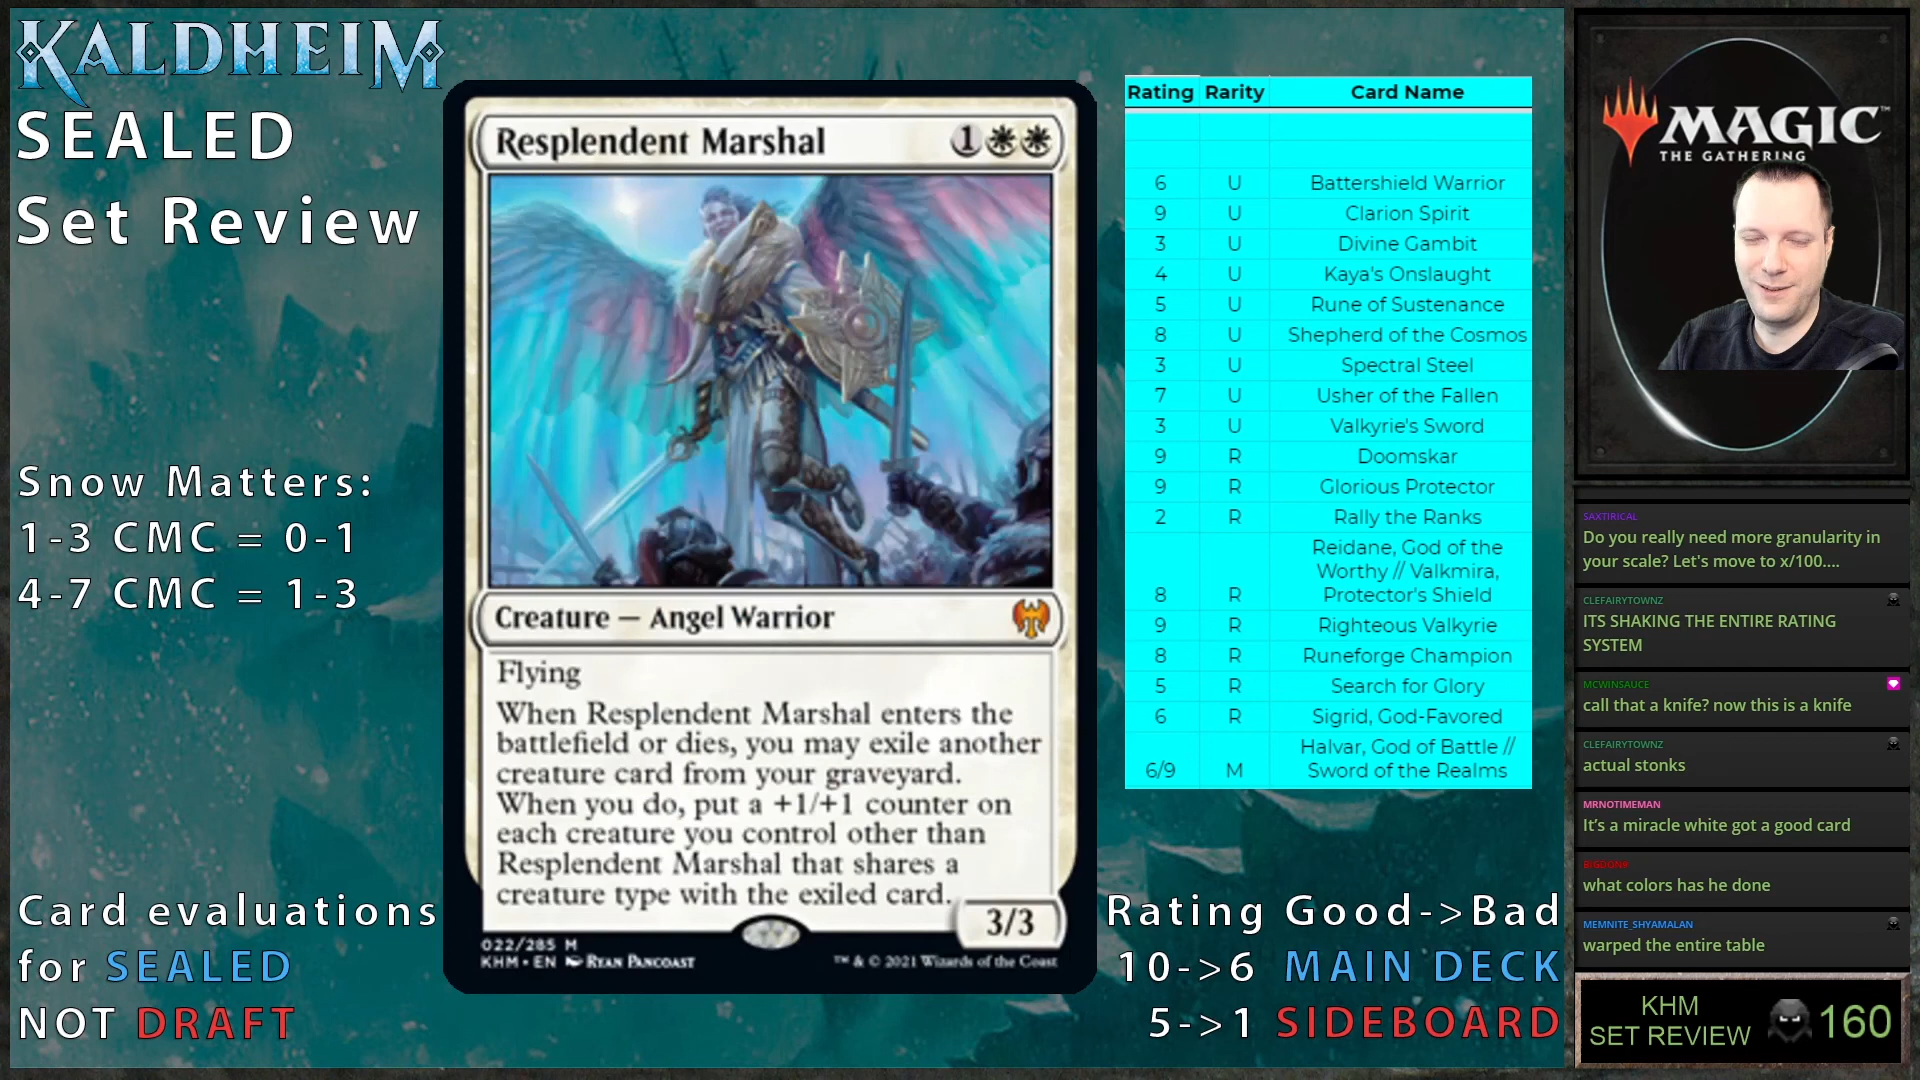 KALDHEIM
SEALED
Set Review
Snow Matters:
1-3 CMC = 0-1
4-7 CMC = 1-3
Card evaluations
for SEALED
NOT DRAFT
Resplendent Marshal 1
Creature — Angel Warrior
Flying
When Resplendent Marshal enters the
battlefield or dies, you may exile another
creature card from your graveyard.
When you do, put a +1/+1 counter on
each creature you control other than
Resplendent Marshal that shares a
creature type with the exiled card.
3/3
022/285 M
KHM • EN Ryan Pancoast
™ & © 2021 Wizards of the Coast
Rating Rarity Card Name
6 U Battershield Warrior
9 U Clarion Spirit
3 U Divine Gambit
4 U Kaya's Onslaught
5 U Rune of Sustenance
8 U Shepherd of the Cosmos
3 U Spectral Steel
7 U Usher of the Fallen
3 U Valkyrie's Sword
9 R Doomskar
9 R Glorious Protector
2 R Rally the Ranks
Reidane, God of the
Worthy // Valkmira,
8 R Protector's Shield
9 R Righteous Valkyrie
8 R Runeforge Champion
5 R Search for Glory
6 R Sigrid, God-Favored
Halvar, God of Battle //
6/9 M Sword of the Realms
Rating Good->Bad
10->6 MAIN DECK
5->1 SIDEBOARD
MAGIC™
THE GATHERING
SAXTIRICAL
Do you really need more granularity in
your scale? Let's move to x/100....
CLEFAIRYTOWNZ
ITS SHAKING THE ENTIRE RATING
SYSTEM
MCWINSAUCE
call that a knife? now this is a knife
CLEFAIRYTOWNZ
actual stonks
MRNOTIMEMAN
It's a miracle white got a good card
BIGDON9
what colors has he done
MEMNITE_SHYAMALAN
warped the entire table
KHM
SET REVIEW
160